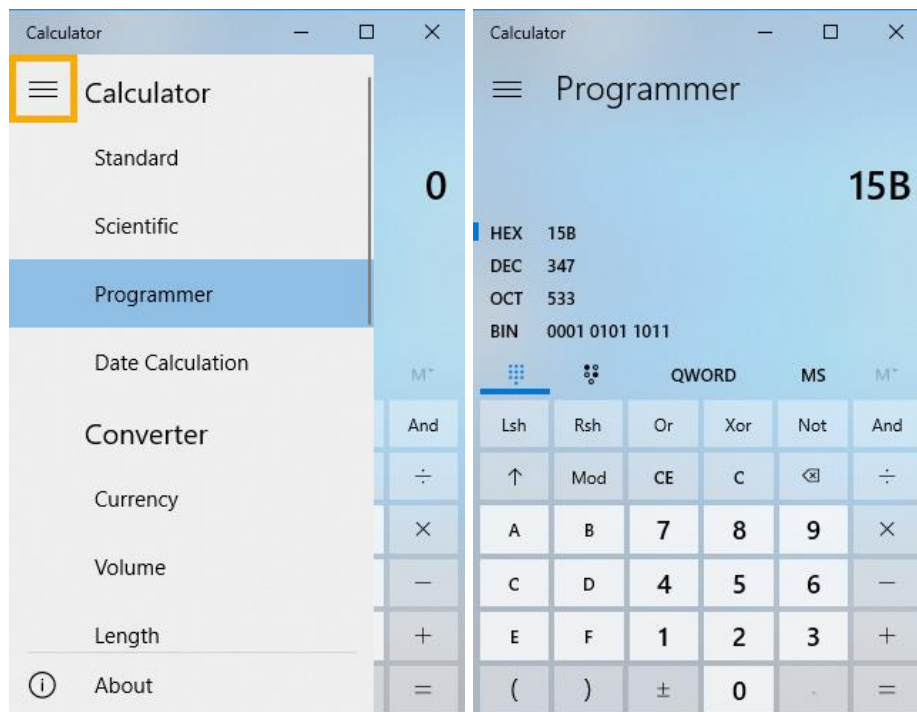 Calculator
Calculator
Standard
Scientific
Programmer
Date Calculation
Converter
Currency
Volume
Length
About
0
M˅
And
÷
×
−
+
=
Calculator
Programmer
15B
HEX 15B
DEC 347
OCT 533
BIN 0001 0101 1011
QWORD MS M˅
Lsh Rsh Or Xor Not And
↑ Mod CE C ⌫ ÷
A B 7 8 9 ×
C D 4 5 6 −
E F 1 2 3 +
( ) ± 0 . =